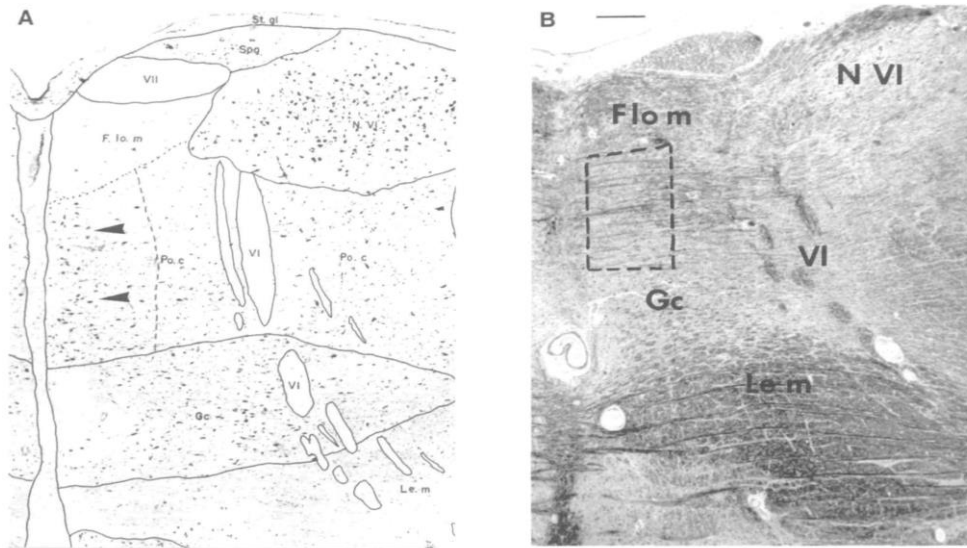 A
St. gl
Spg
VII
F. lo. m
N. VI
Po. c
VI
Po. c
VI
Gc
Le. m
B
N VI
Flo m
VI
Gc
Le m